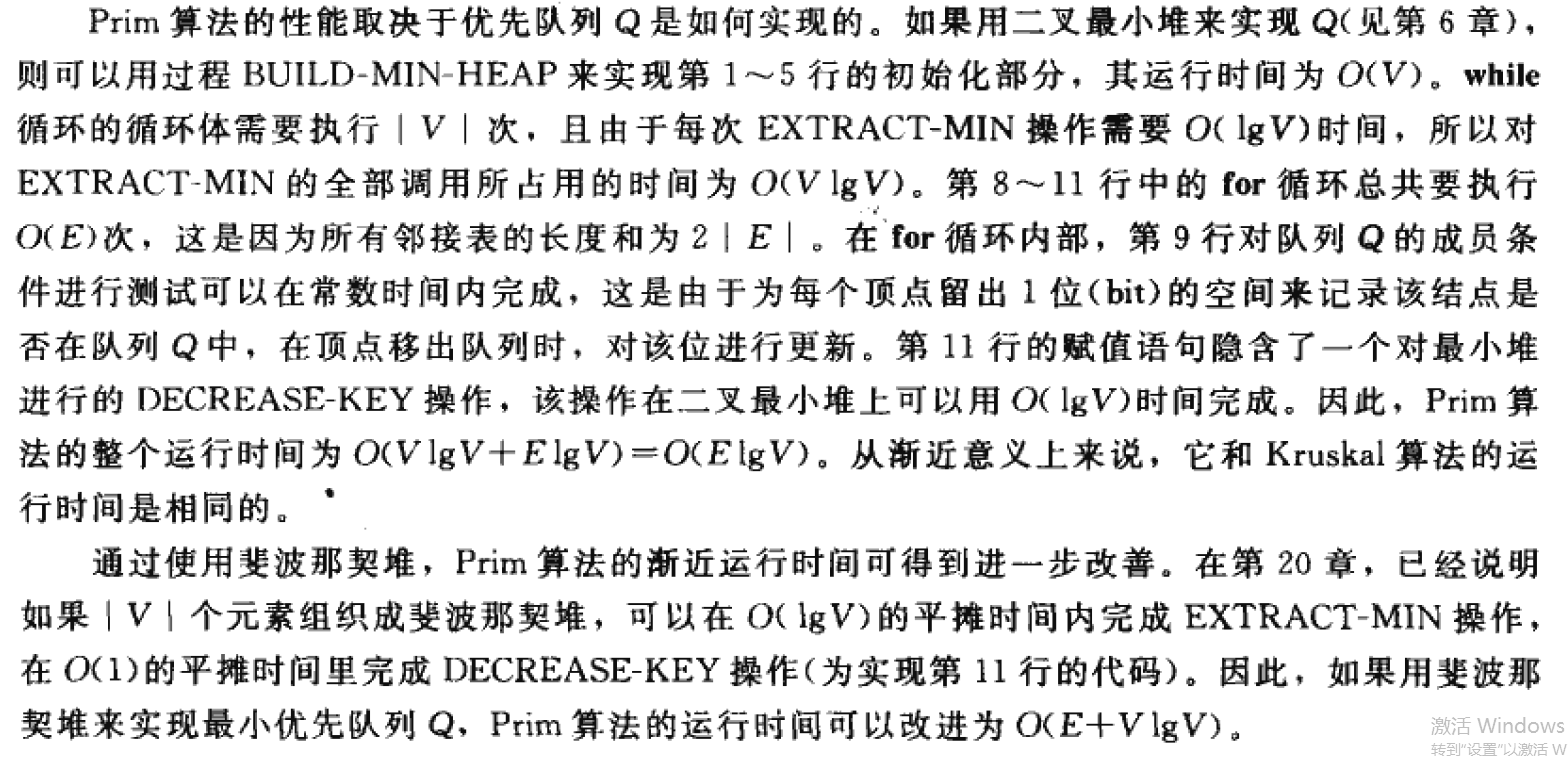 Prim 算法的性能取决于优先队列 Q 是如何实现的。如果用二叉最小堆来实现 Q(见第 6 章),
则可以用过程 BUILD-MIN-HEAP 来实现第 1～5 行的初始化部分，其运行时间为 O(V)。while
循环的循环体需要执行 | V | 次，且由于每次 EXTRACT-MIN 操作需要 O( lgV)时间，所以对
EXTRACT-MIN 的全部调用所占用的时间为 O(V lgV)。第 8～11 行中的 for 循环总共要执行
O(E)次，这是因为所有邻接表的长度和为 2 | E | 。在 for 循环内部，第 9 行对队列 Q 的成员条
件进行测试可以在常数时间内完成，这是由于为每个顶点留出 1 位(bit)的空间来记录该结点是
否在队列 Q 中，在顶点移出队列时，对该位进行更新。第 11 行的赋值语句隐含了一个对最小堆
进行的 DECREASE-KEY 操作，该操作在二叉最小堆上可以用 O( lgV)时间完成。因此，Prim 算
法的整个运行时间为 O(V lgV+E lgV)=O(E lgV)。从渐近意义上来说，它和 Kruskal 算法的运
行时间是相同的。
通过使用斐波那契堆，Prim 算法的渐近运行时间可得到进一步改善。在第 20 章，已经说明
如果 | V | 个元素组织成斐波那契堆，可以在 O( lgV)的平摊时间内完成 EXTRACT-MIN 操作，
在 O(1)的平摊时间里完成 DECREASE-KEY 操作(为实现第 11 行的代码)。因此，如果用斐波那
契堆来实现最小优先队列 Q，Prim 算法的运行时间可以改进为 O(E+V lgV)。
激活 Windows
转到"设置"以激活 W